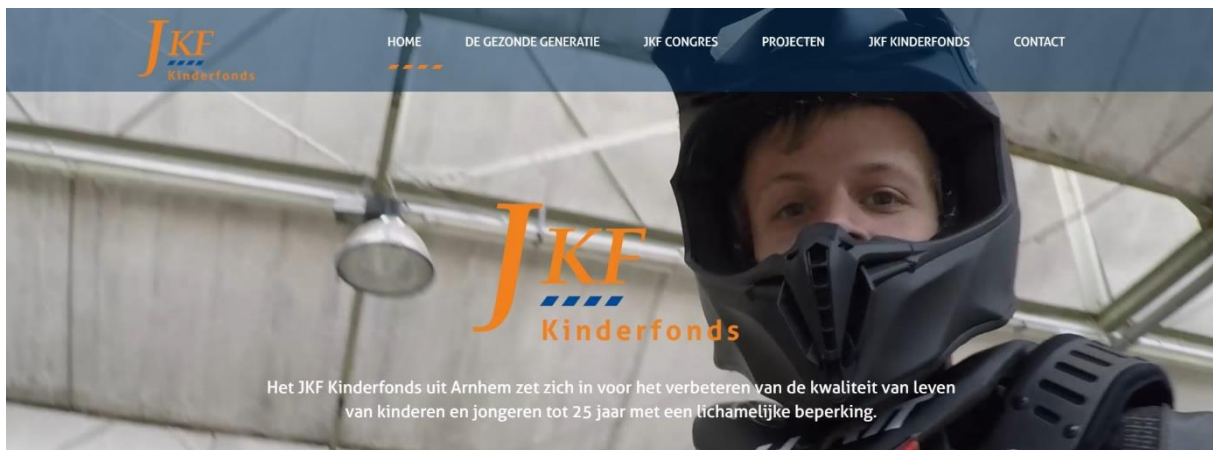 JKF
Kinderfonds
HOME DE GEZONDE GENERATIE JKF CONGRES PROJECTEN JKF KINDERFONDS CONTACT
JKF
Kinderfonds
Het JKF Kinderfonds uit Arnhem zet zich in voor het verbeteren van de kwaliteit van leven
van kinderen en jongeren tot 25 jaar met een lichamelijke beperking.